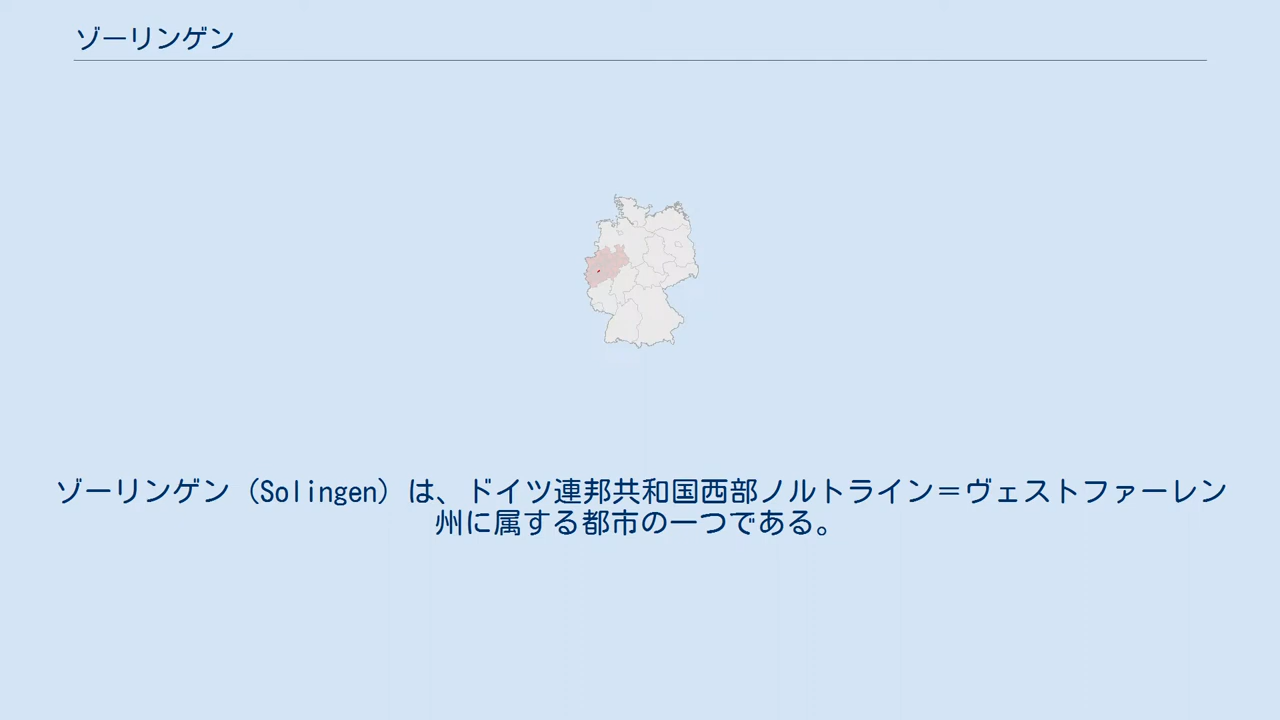 ゾーリンゲン
ゾーリンゲン（Solingen）は、ドイツ連邦共和国西部ノルトライン＝ヴェストファーレン
州に属する都市の一つである。